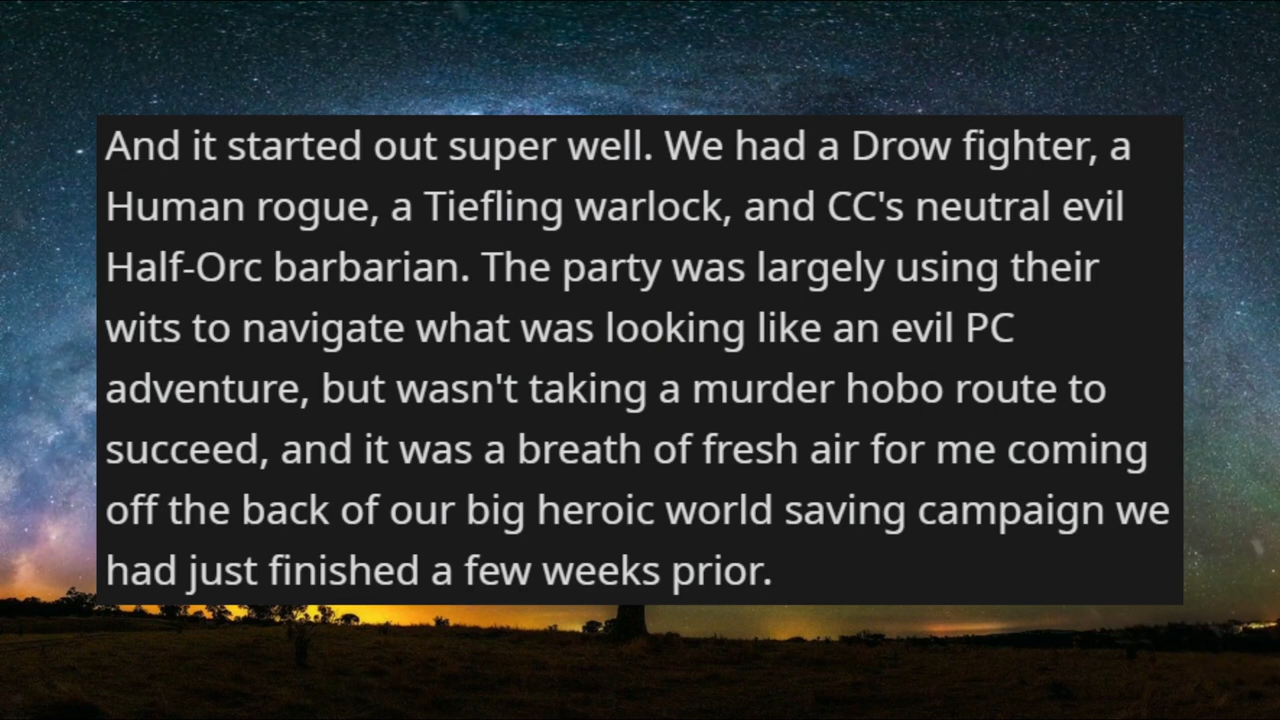 And it started out super well. We had a Drow fighter, a
Human rogue, a Tiefling warlock, and CC's neutral evil
Half-Orc barbarian. The party was largely using their
wits to navigate what was looking like an evil PC
adventure, but wasn't taking a murder hobo route to
succeed, and it was a breath of fresh air for me coming
off the back of our big heroic world saving campaign we
had just finished a few weeks prior.